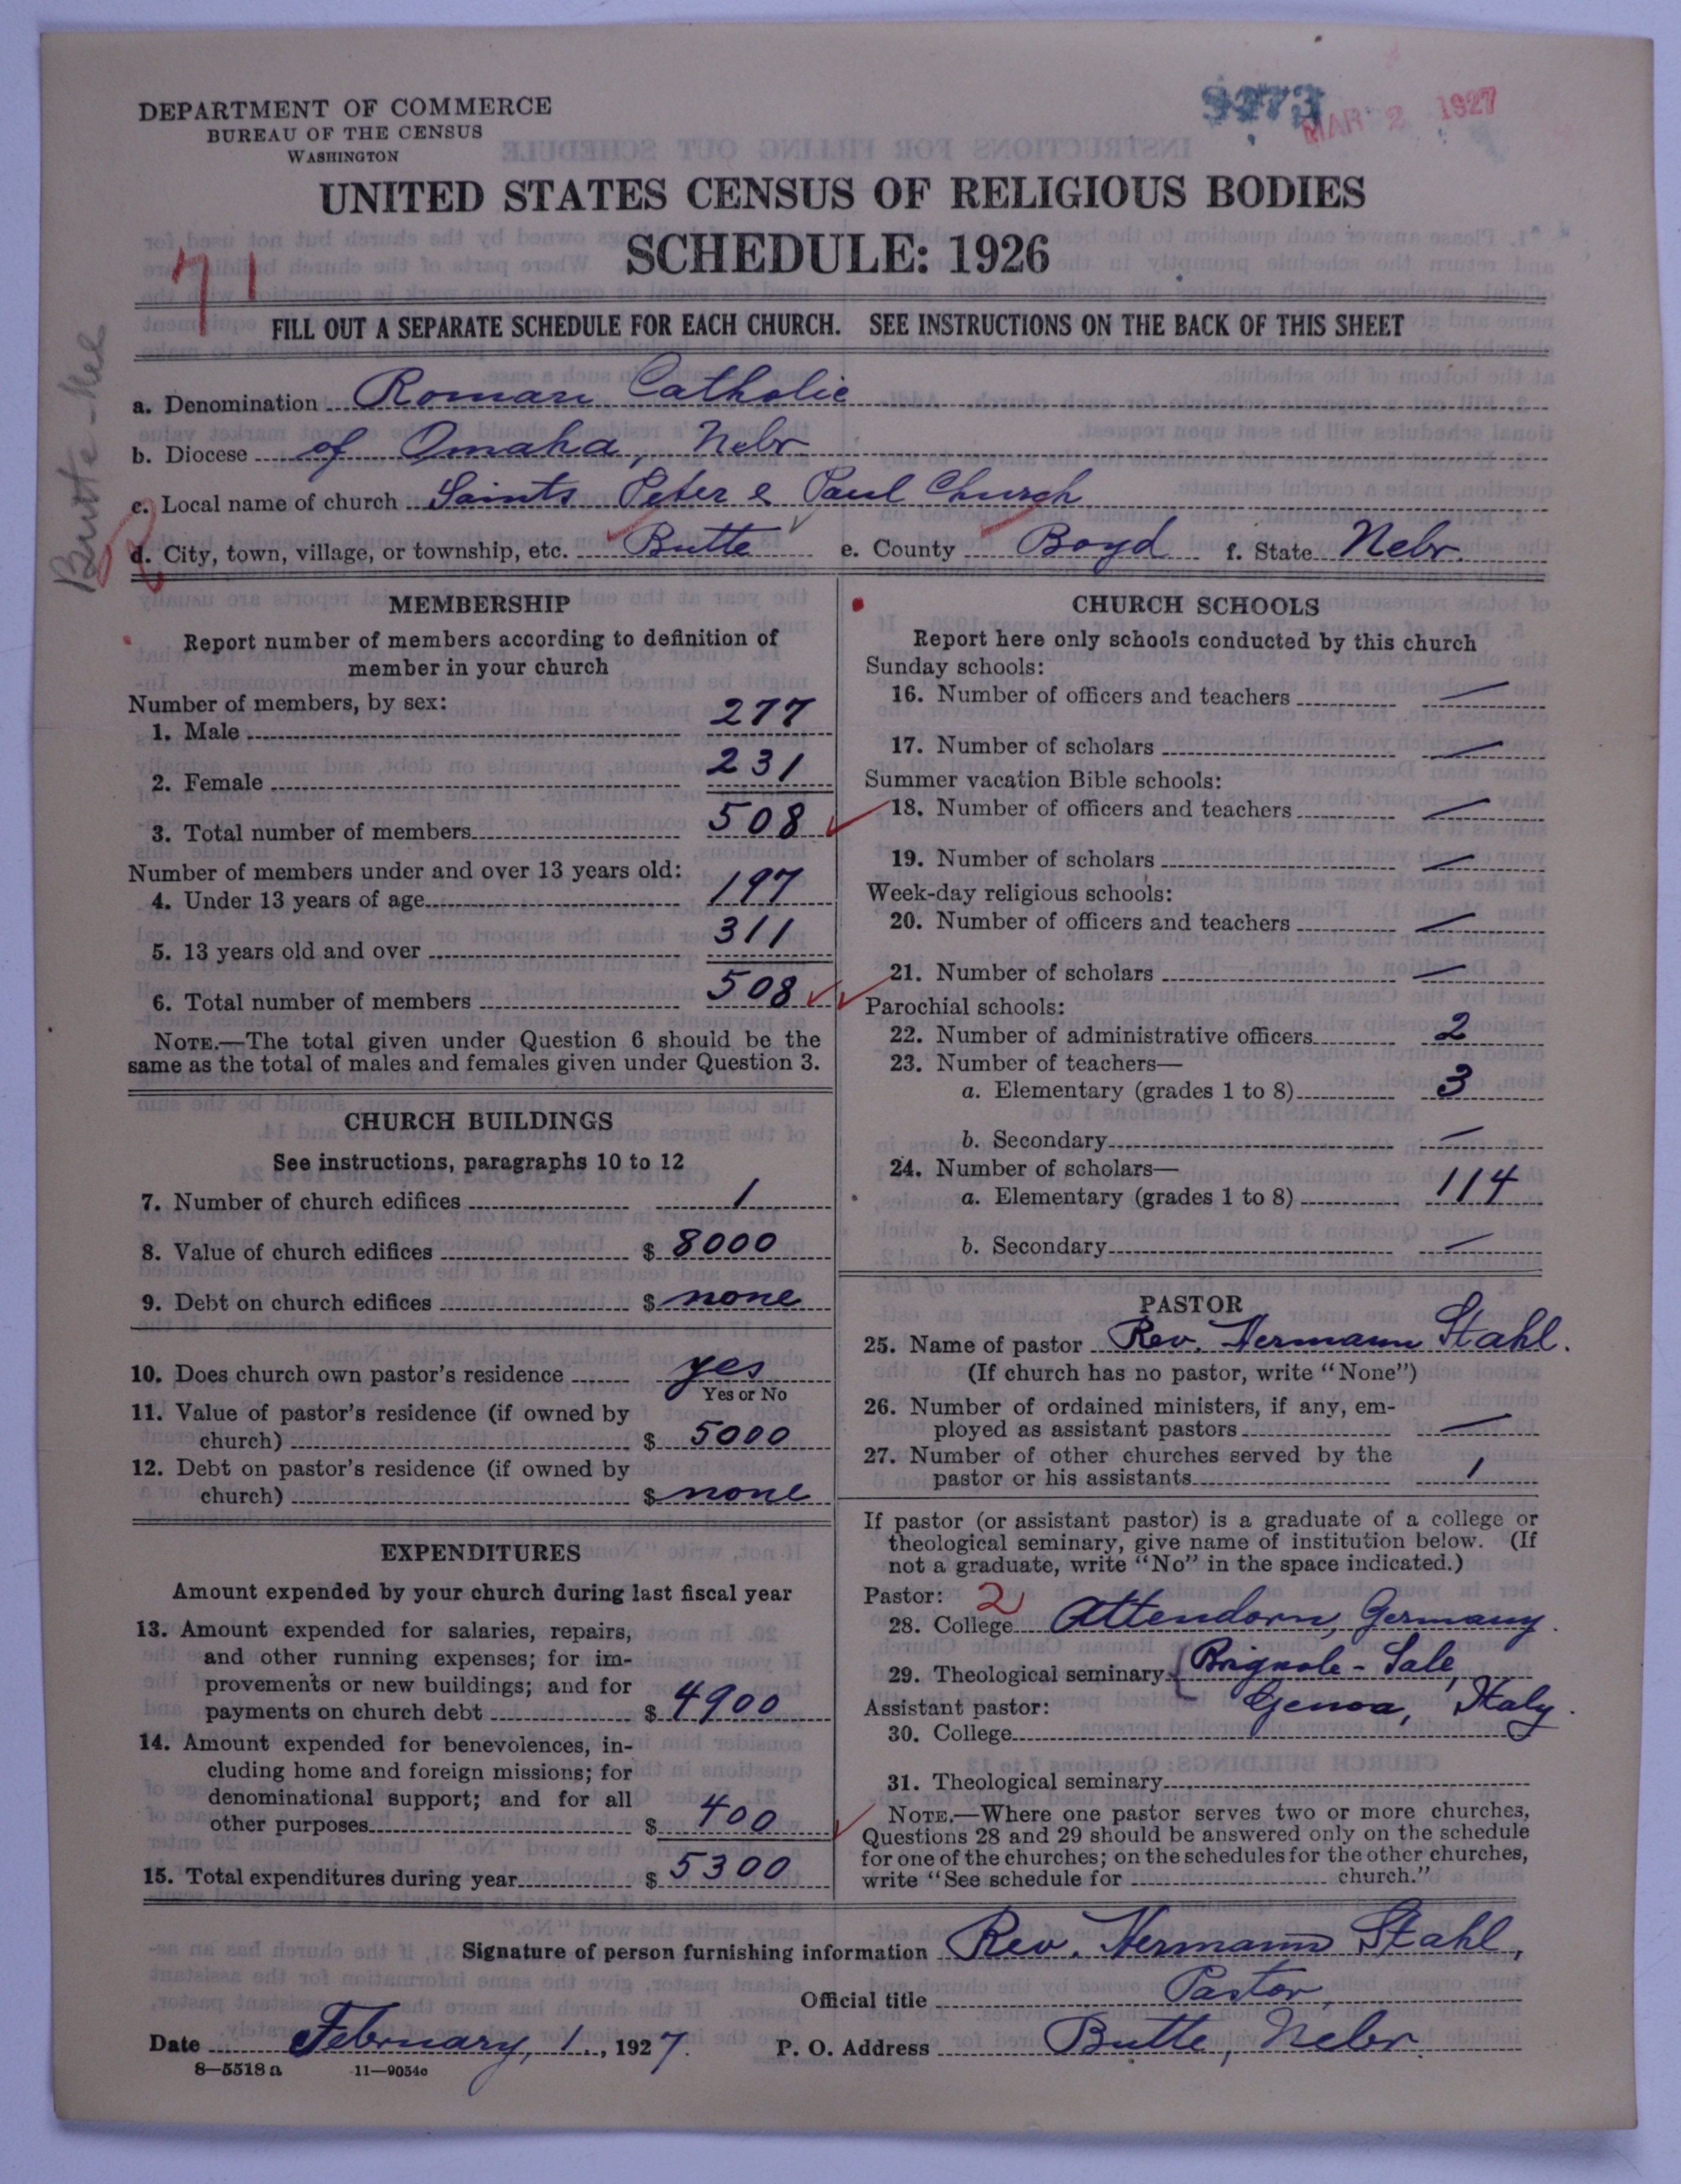 DEPARTMENT OF COMMERCE
BUREAU OF THE CENSUS
WASHINGTON
MAR 2 1927
UNITED STATES CENSUS OF RELIGIOUS BODIES
SCHEDULE: 1926
71
FILL OUT A SEPARATE SCHEDULE FOR EACH CHURCH. SEE INSTRUCTIONS ON THE BACK OF THIS SHEET
Butte - Neb
a. Denomination Roman Catholic
b. Diocese of Omaha, Nebr
c. Local name of church Saints Peter & Paul Church
d. City, town, village, or township, etc. Butte e. County Boyd f. State Nebr.
MEMBERSHIP
Report number of members according to definition of
member in your church
Number of members, by sex:
1. Male 277
2. Female 231
3. Total number of members 508
Number of members under and over 13 years old:
4. Under 13 years of age 197
5. 13 years old and over 311
6. Total number of members 508
NOTE.—The total given under Question 6 should be the
same as the total of males and females given under Question 3.
CHURCH BUILDINGS
See instructions, paragraphs 10 to 12
7. Number of church edifices 1
8. Value of church edifices $ 8000
9. Debt on church edifices $ none
10. Does church own pastor's residence yes
Yes or No
11. Value of pastor's residence (if owned by
church) $ 5000
12. Debt on pastor's residence (if owned by
church) $ none
EXPENDITURES
Amount expended by your church during last fiscal year
13. Amount expended for salaries, repairs,
and other running expenses; for im-
provements or new buildings; and for
payments on church debt $ 4900
14. Amount expended for benevolences, in-
cluding home and foreign missions; for
denominational support; and for all
other purposes $ 400
15. Total expenditures during year $ 5300
CHURCH SCHOOLS
Report here only schools conducted by this church
Sunday schools:
16. Number of officers and teachers —
17. Number of scholars —
Summer vacation Bible schools:
18. Number of officers and teachers —
19. Number of scholars —
Week-day religious schools:
20. Number of officers and teachers —
21. Number of scholars —
Parochial schools:
22. Number of administrative officers 2
23. Number of teachers—
a. Elementary (grades 1 to 8) 3
b. Secondary —
24. Number of scholars—
a. Elementary (grades 1 to 8) 114
b. Secondary —
PASTOR
25. Name of pastor Rev. Hermann Stahl.
(If church has no pastor, write "None")
26. Number of ordained ministers, if any, em-
ployed as assistant pastors —
27. Number of other churches served by the
pastor or his assistants 1
If pastor (or assistant pastor) is a graduate of a college or
theological seminary, give name of institution below. (If
not a graduate, write "No" in the space indicated.)
Pastor: 2
28. College Attendorn, Germany.
29. Theological seminary { Brignole - Sale,
Assistant pastor: Genoa, Italy.
30. College
31. Theological seminary
NOTE.—Where one pastor serves two or more churches,
Questions 28 and 29 should be answered only on the schedule
for one of the churches; on the schedules for the other churches,
write "See schedule for church."
Signature of person furnishing information Rev. Hermann Stahl,
Official title Pastor,
Date February, 1., 1927. P. O. Address Butte, Nebr.
8—5518a 11—9054c